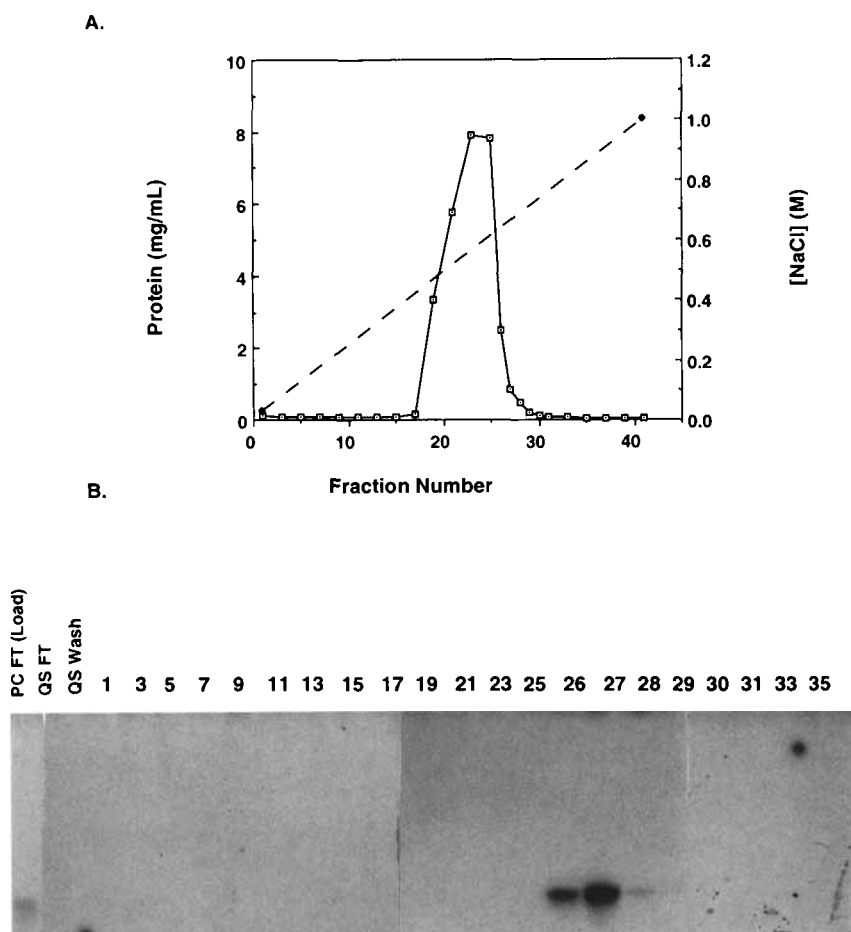 A.
10
8
6
4
2
0
Protein (mg/mL)
1.2
1.0
0.8
0.6
0.4
0.2
0.0
[NaCl] (M)
0 10 20 30 40
Fraction Number
B.
PC FT (Load)
QS FT
QS Wash
1 3 5 7 9 11 13 15 17 19 21 23 25 26 27 28 29 30 31 33 35